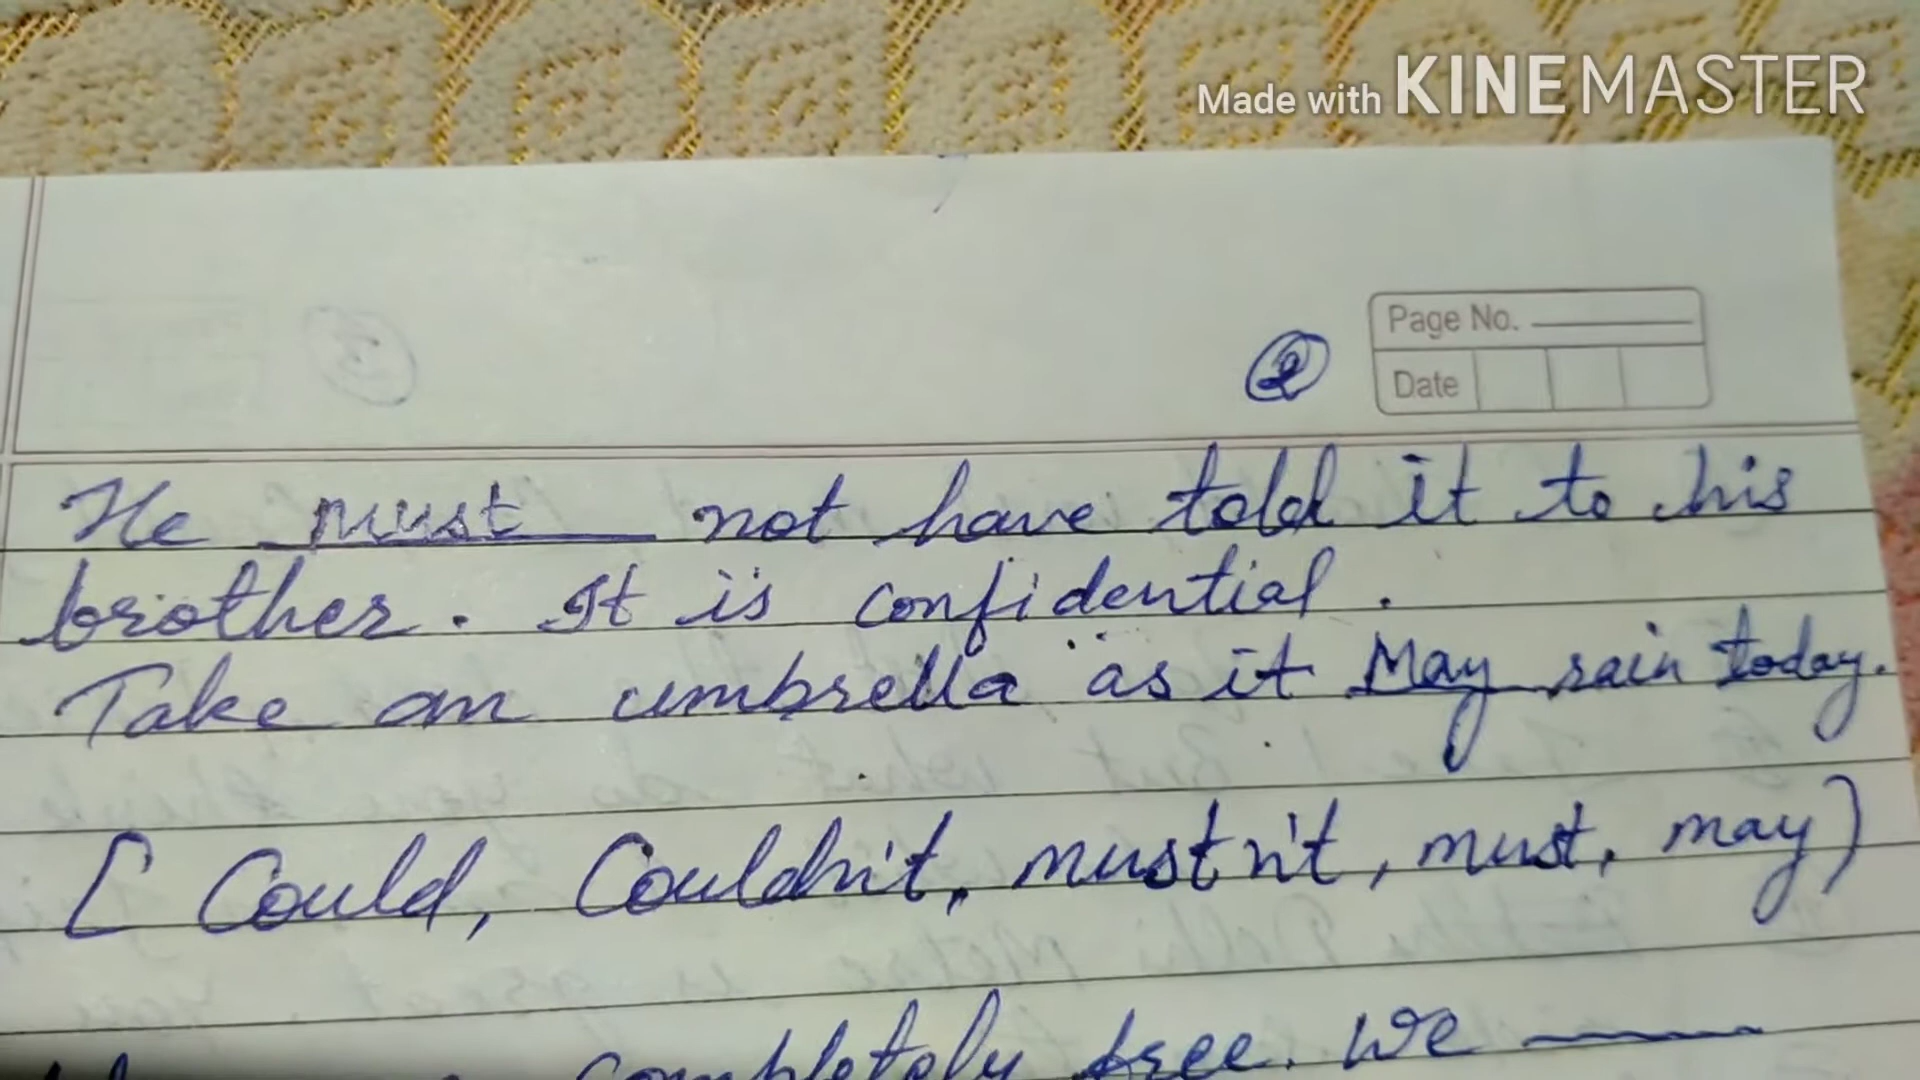 Made with KINEMASTER
Page No.
2
Date
He must not have told it to his
brother. It is confidential.
Take an umbrella as it May rain today.
[ Could, Couldn't, mustn't, must, may)
completely free. We